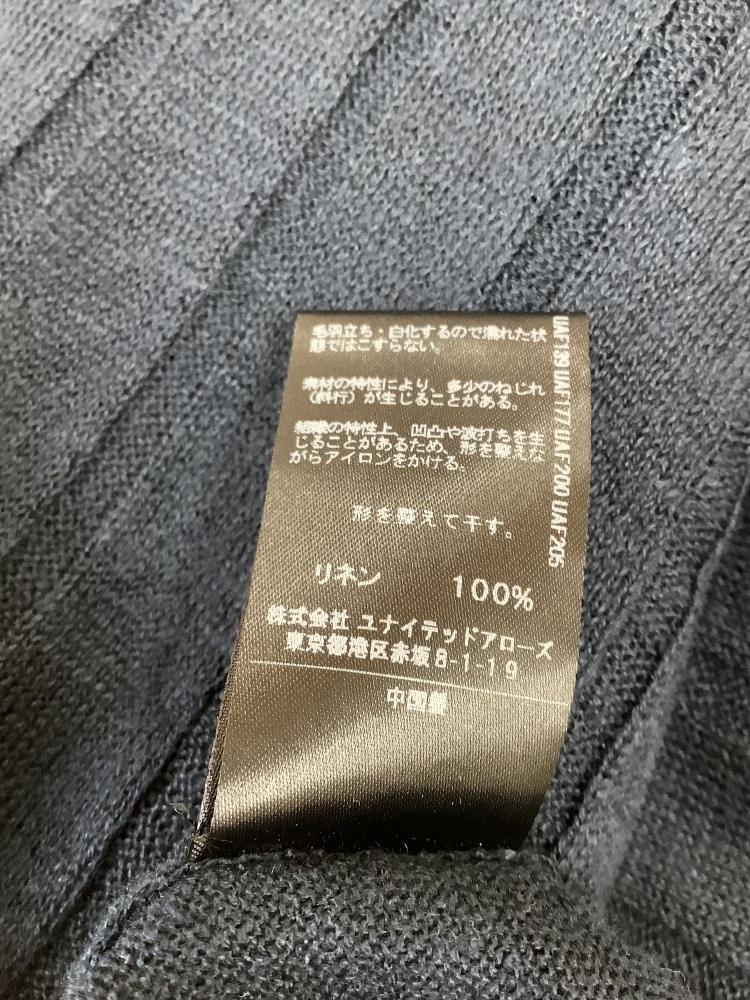 毛羽立ち・白化するので濡れた状
態ではこすらない。
素材の特性により、多少のねじれ
（斜行）が生じることがある。
組織の特性上、凹凸や波打ちを生
じることがあるため、形を整えな
がらアイロンをかける。
形を整えて干す。
リネン 100%
株式会社 ユナイテッドアローズ
東京都港区赤坂8-1-19
中国製
UAF139 UAF177 UAF200 UAF205